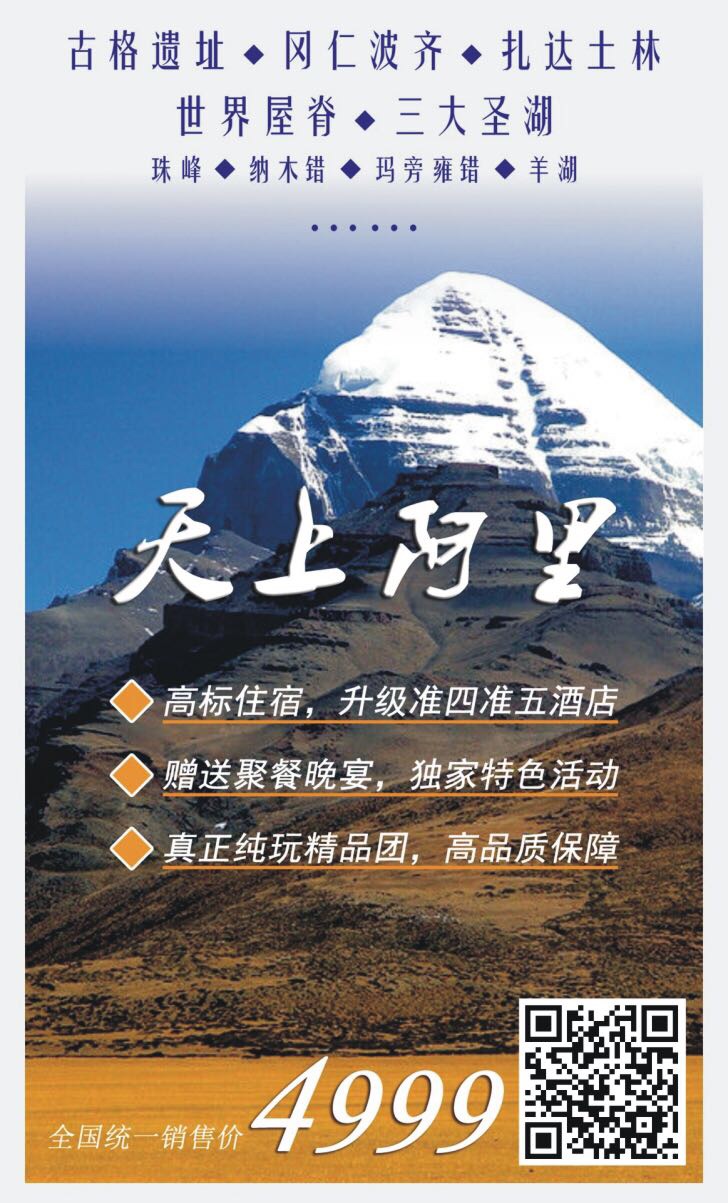 古格遗址◆冈仁波齐◆扎达土林
世界屋脊◆三大圣湖
珠峰◆纳木错◆玛旁雍错◆羊湖
······
天上阿里
高标住宿，升级准四准五酒店
赠送聚餐晚宴，独家特色活动
真正纯玩精品团，高品质保障
全国统一销售价4999